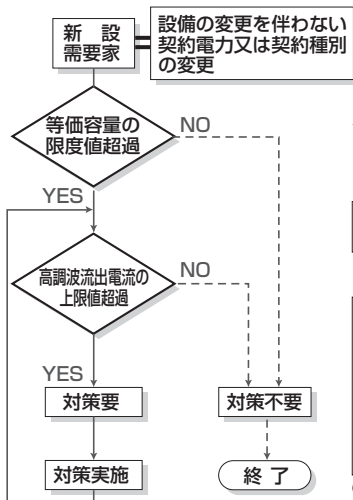 新 設
需要家
設備の変更を伴わない
契約電力又は契約種別
の変更
等価容量の
限度値超過
NO
YES
高調波流出電流の
上限値超過
NO
YES
対策要
対策不要
対策実施
終 了